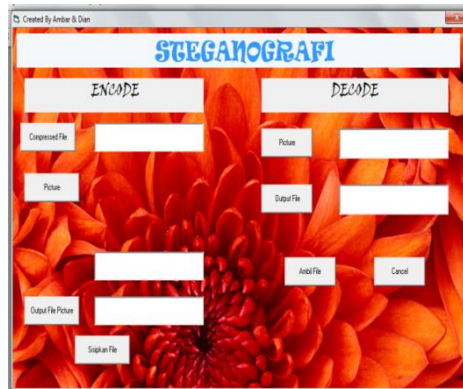 Created By Ambar & Dian
STEGANOGRAFI
ENCODE
Compressed File
Picture
Output File Picture
Sisipkan File
DECODE
Picture
Output File
Ambil File
Cancel